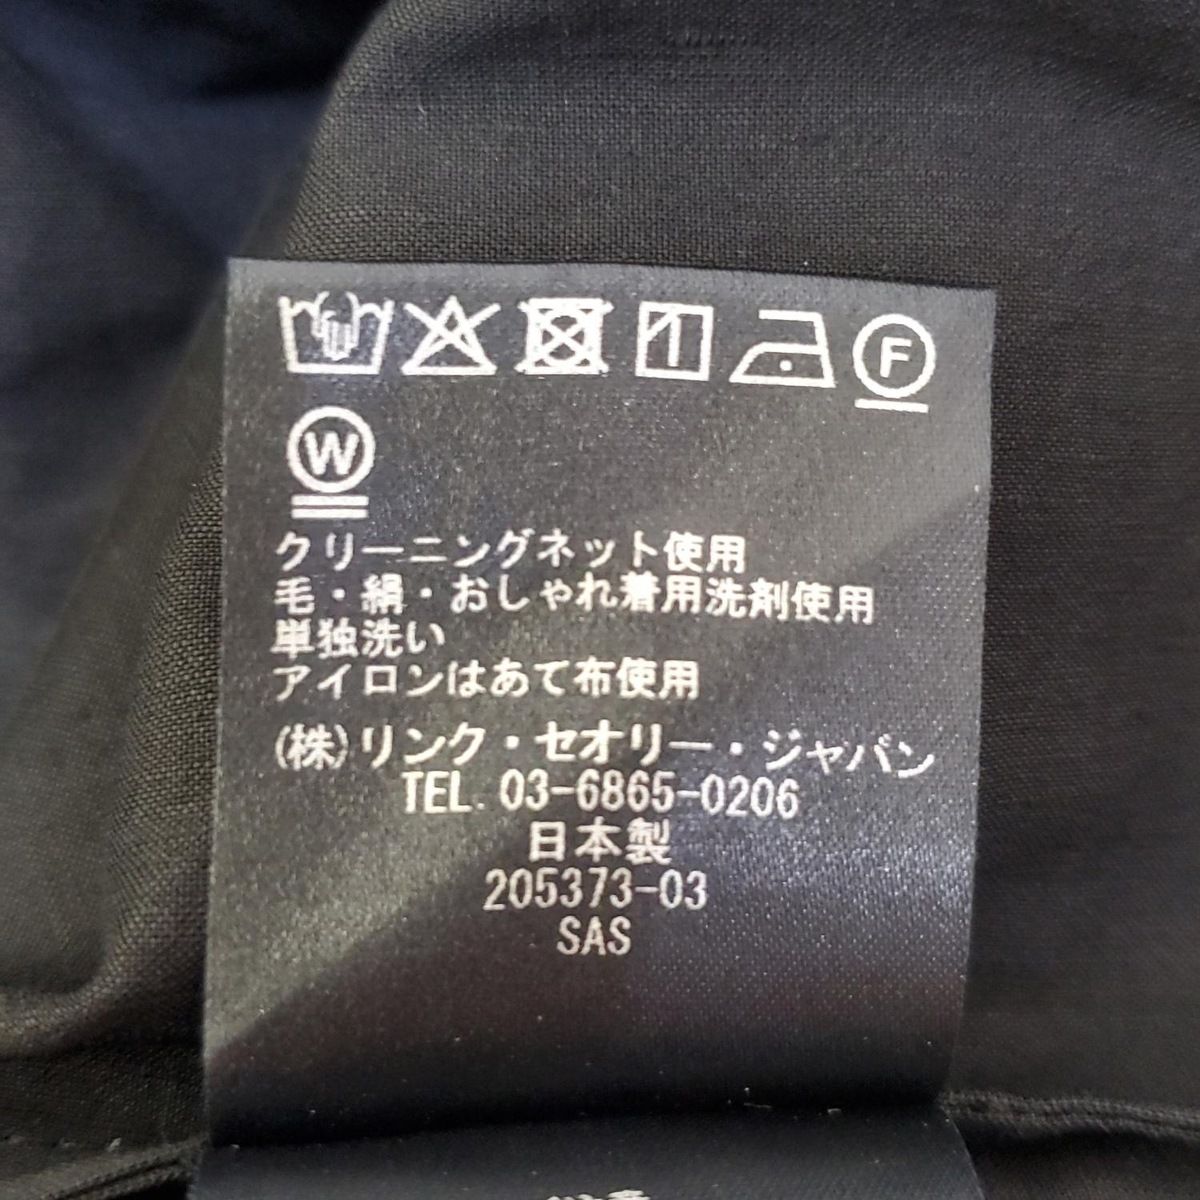 F
W
クリーニングネット使用
毛・絹・おしゃれ着用洗剤使用
単独洗い
アイロンはあて布使用
(株)リンク・セオリー・ジャパン
TEL. 03-6865-0206
日本製
205373-03
SAS